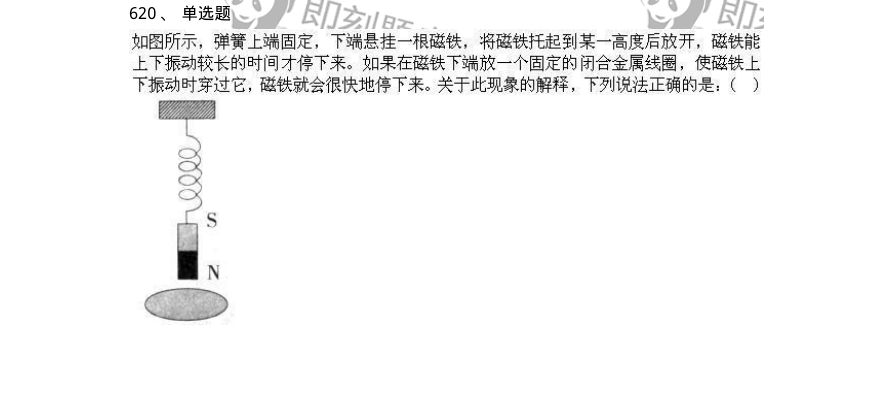 620、 单选题
如图所示，弹簧上端固定，下端悬挂一根磁铁，将磁铁托起到某一高度后放开，磁铁能
上下振动较长的时间才停下来。如果在磁铁下端放一个固定的闭合金属线圈，使磁铁上
下振动时穿过它，磁铁就会很快地停下来。关于此现象的解释，下列说法正确的是：（ ）
S
N